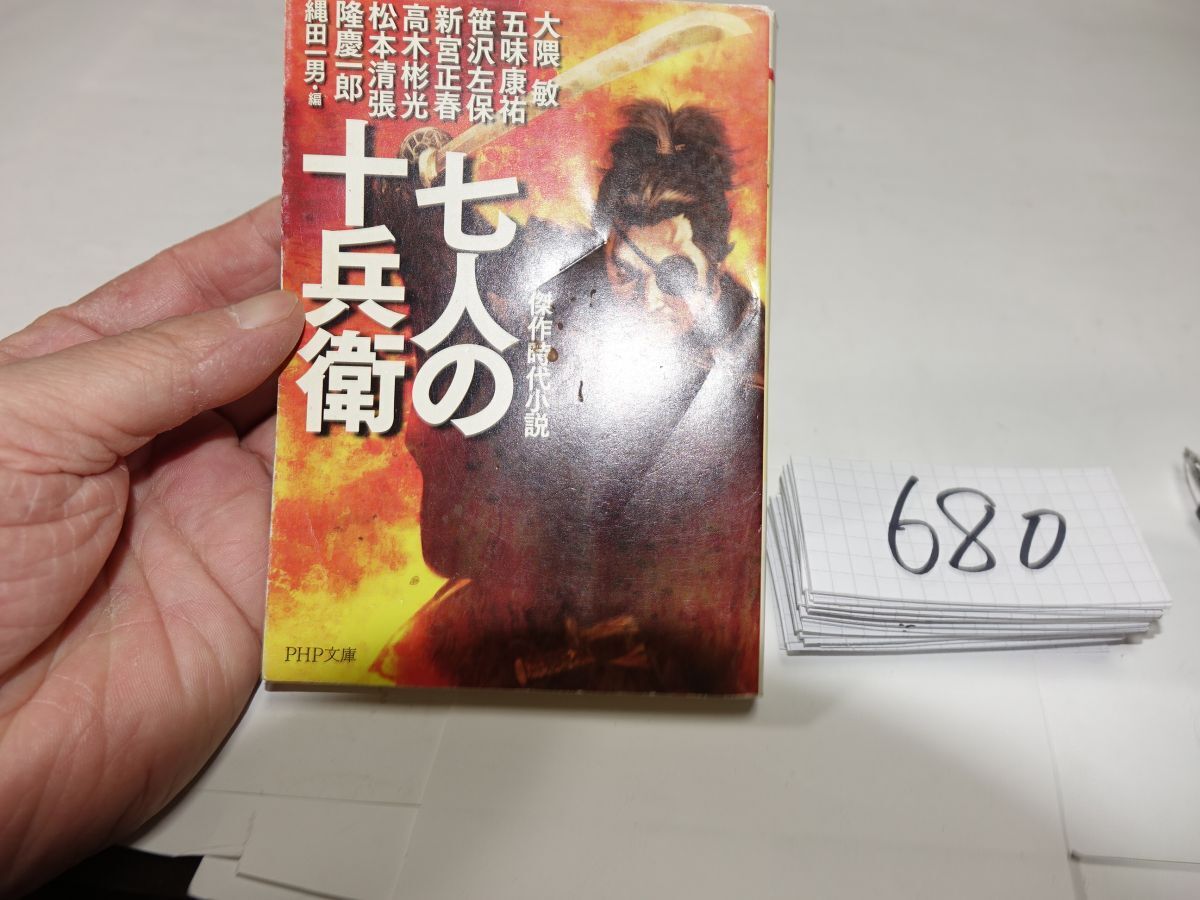 大隈 敏
五味康祐
笹沢左保
新宮正春
高木彬光
松本清張
隆慶一郎
縄田一男・編
七人の
十兵衛
傑作時代小説
PHP文庫
680